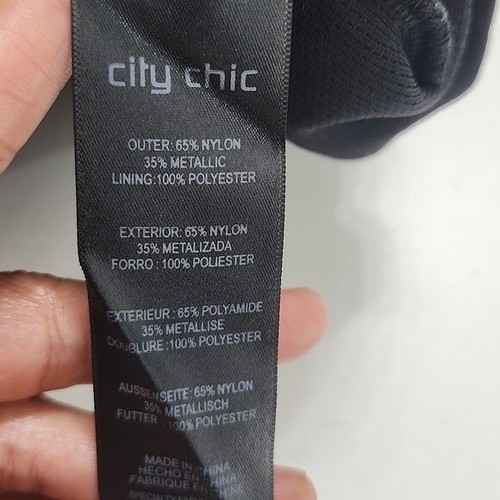 city chic
OUTER: 65% NYLON
35% METALLIC
LINING:100% POLYESTER
EXTERIOR: 65% NYLON
35% METALIZADA
FORRO : 100% POLIESTER
EXTERIEUR : 65% POLYAMIDE
35% METALLISE
DOUBLURE :100% POLYESTER
AUSSENSEITE: 65% NYLON
35% METALLISCH
FUTTER : 100% POLYESTER
MADE IN CHINA
HECHO EN CHINA
FABRIQUE EN CHINE
SPECIALTY